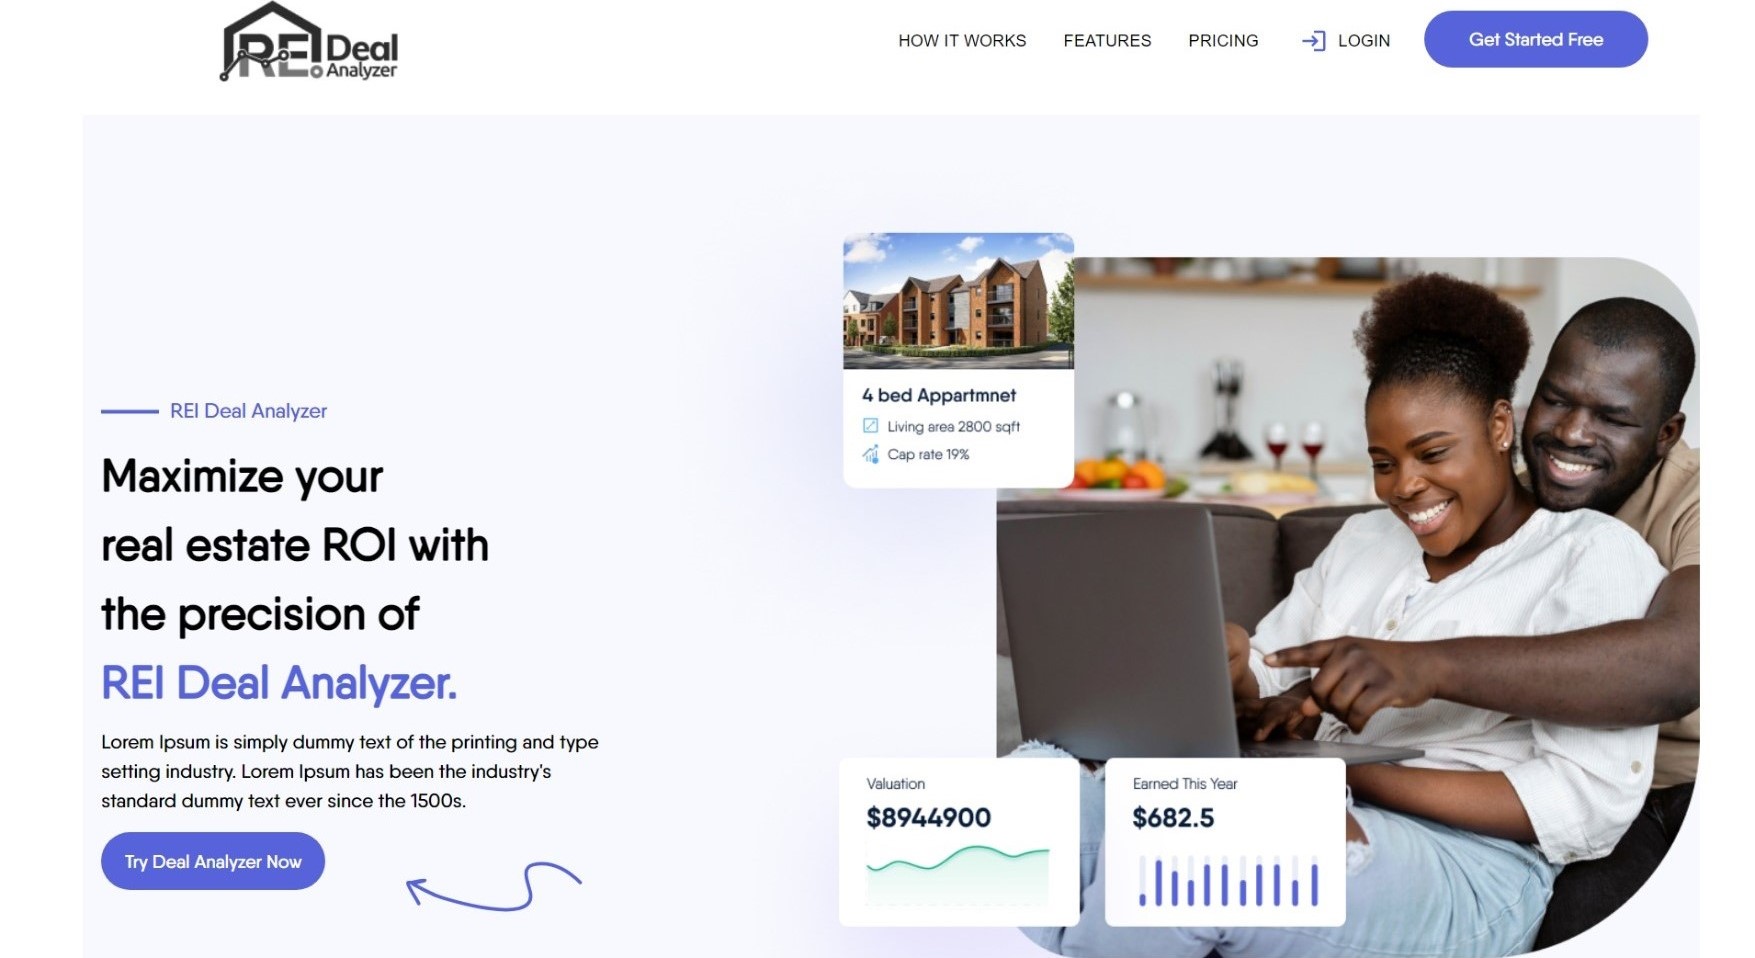 REI Deal
Analyzer
HOW IT WORKS
FEATURES
PRICING
LOGIN
Get Started Free
REI Deal Analyzer
Maximize your
real estate ROI with
the precision of
REI Deal Analyzer.
Lorem Ipsum is simply dummy text of the printing and type
setting industry. Lorem Ipsum has been the industry's
standard dummy text ever since the 1500s.
Try Deal Analyzer Now
4 bed Appartmnet
Living area 2800 sqft
Cap rate 19%
Valuation
$8944900
Earned This Year
$682.5